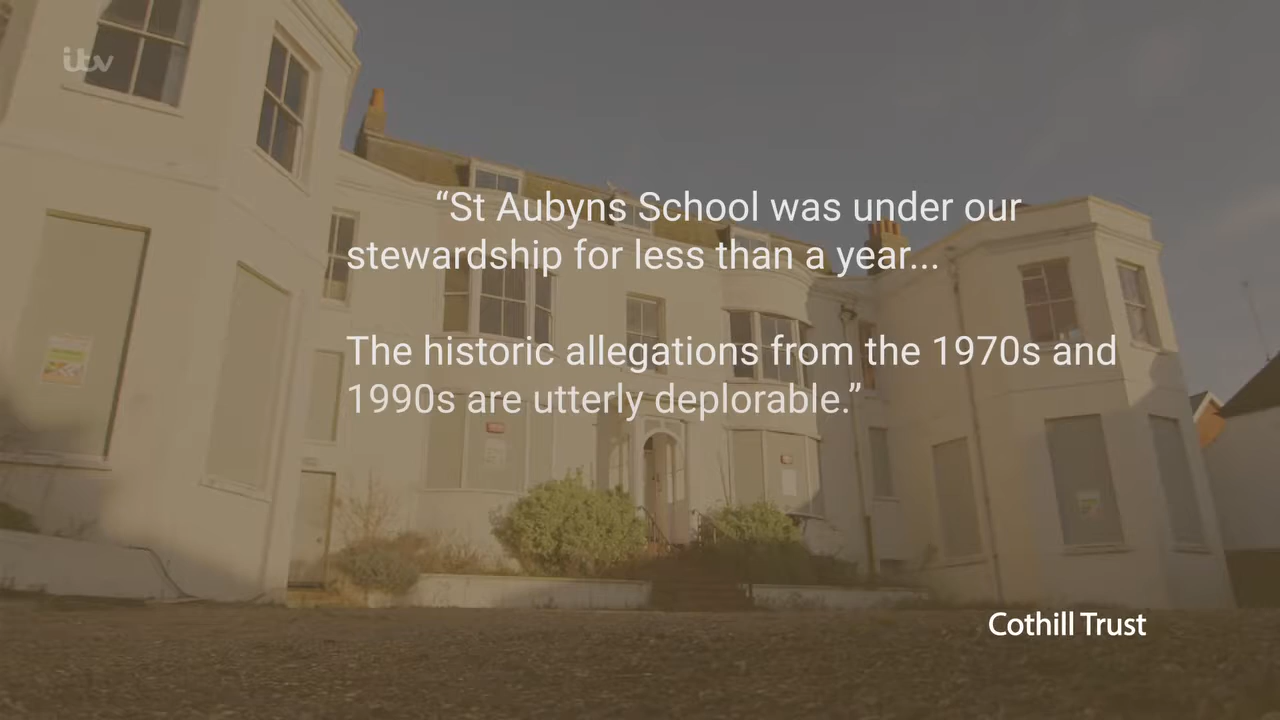 itv
“St Aubyns School was under our
stewardship for less than a year...
The historic allegations from the 1970s and
1990s are utterly deplorable.”
Cothill Trust